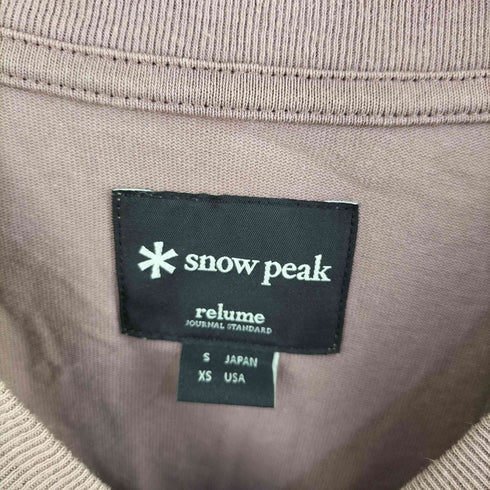 snow peak
relume
JOURNAL STANDARD
S JAPAN
XS USA